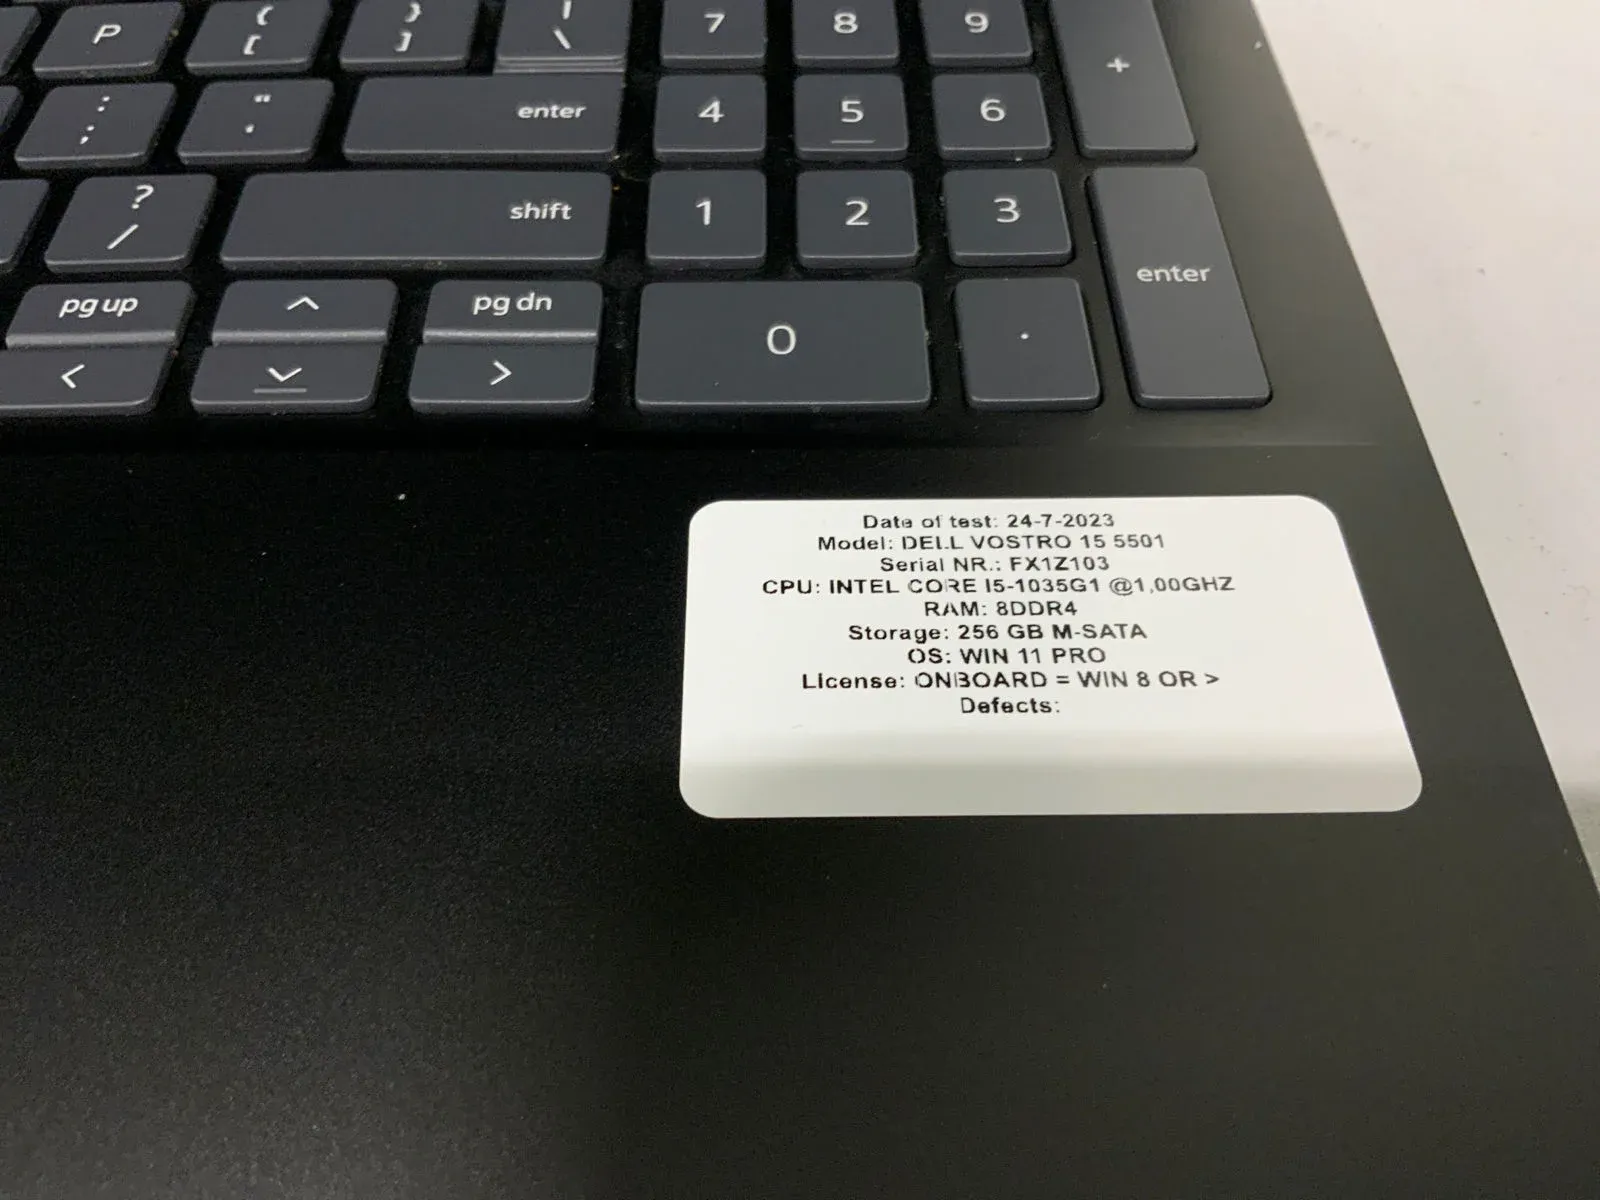 P { [ } ] | \ 7 8 9 +
: ; " ' enter 4 5 6
? / shift 1 2 3 enter
pg up ^ pg dn 0 .
< >
Date of test: 24-7-2023
Model: DELL VOSTRO 15 5501
Serial NR.: FX1Z103
CPU: INTEL CORE I5-1035G1 @1,00GHZ
RAM: 8DDR4
Storage: 256 GB M-SATA
OS: WIN 11 PRO
License: ONBOARD = WIN 8 OR >
Defects: